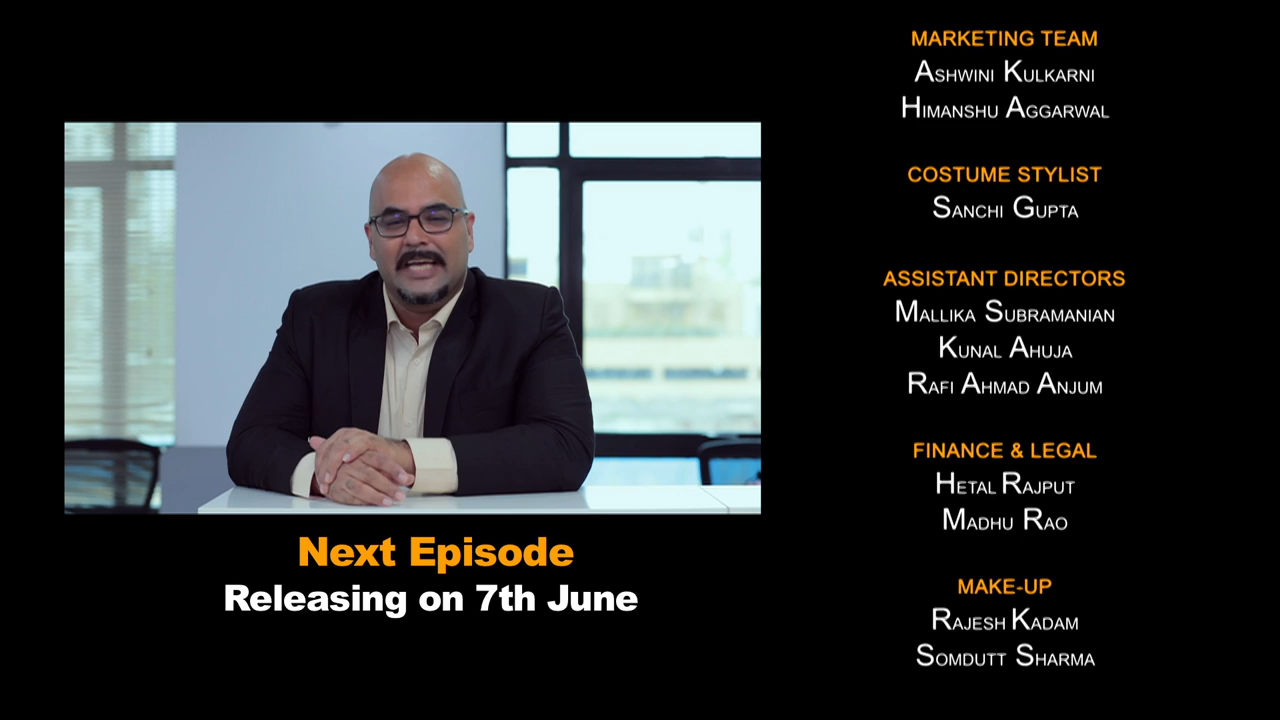 Next Episode
Releasing on 7th June
MARKETING TEAM
ASHWINI KULKARNI
HIMANSHU AGGARWAL
COSTUME STYLIST
SANCHI GUPTA
ASSISTANT DIRECTORS
MALLIKA SUBRAMANIAN
KUNAL AHUJA
RAFI AHMAD ANJUM
FINANCE & LEGAL
HETAL RAJPUT
MADHU RAO
MAKE-UP
RAJESH KADAM
SOMDUTT SHARMA